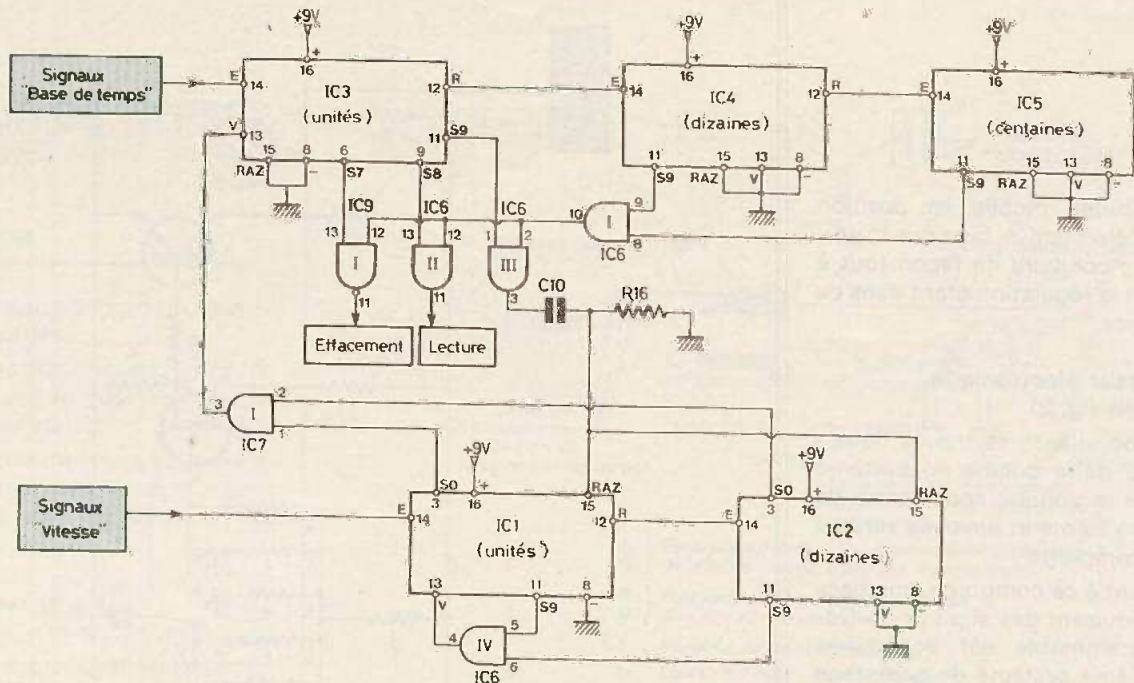 +9V
+9V
+9V
Signaux
"Base de temps"
E
14
16
+
IC3
(unités)
12
R
V
13
11
S9
15
8
6
9
RAZ
−
S7
S8
E
14
16
+
IC4
(dizaines)
12
R
11
15
13
8
S9
RAZ
V
−
E
14
16
+
IC5
(centaines)
11
15
13
8
S9
RAZ
V
−
IC9
IC6
IC6
13
12
13
12
1
2
I
II
III
11
11
3
10
I
9
8
IC6
Effacement
Lecture
C10
R16
3
I
2
1
IC7
+9V
+9V
Signaux
"Vitesse"
S0
3
16
+
RAZ
15
E
14
IC1
(unités)
12
R
13
11
8
V
S9
−
S0
3
16
+
RAZ
15
E
14
IC2
(dizaines)
11
13
8
S9
V
−
4
IV
5
6
IC6